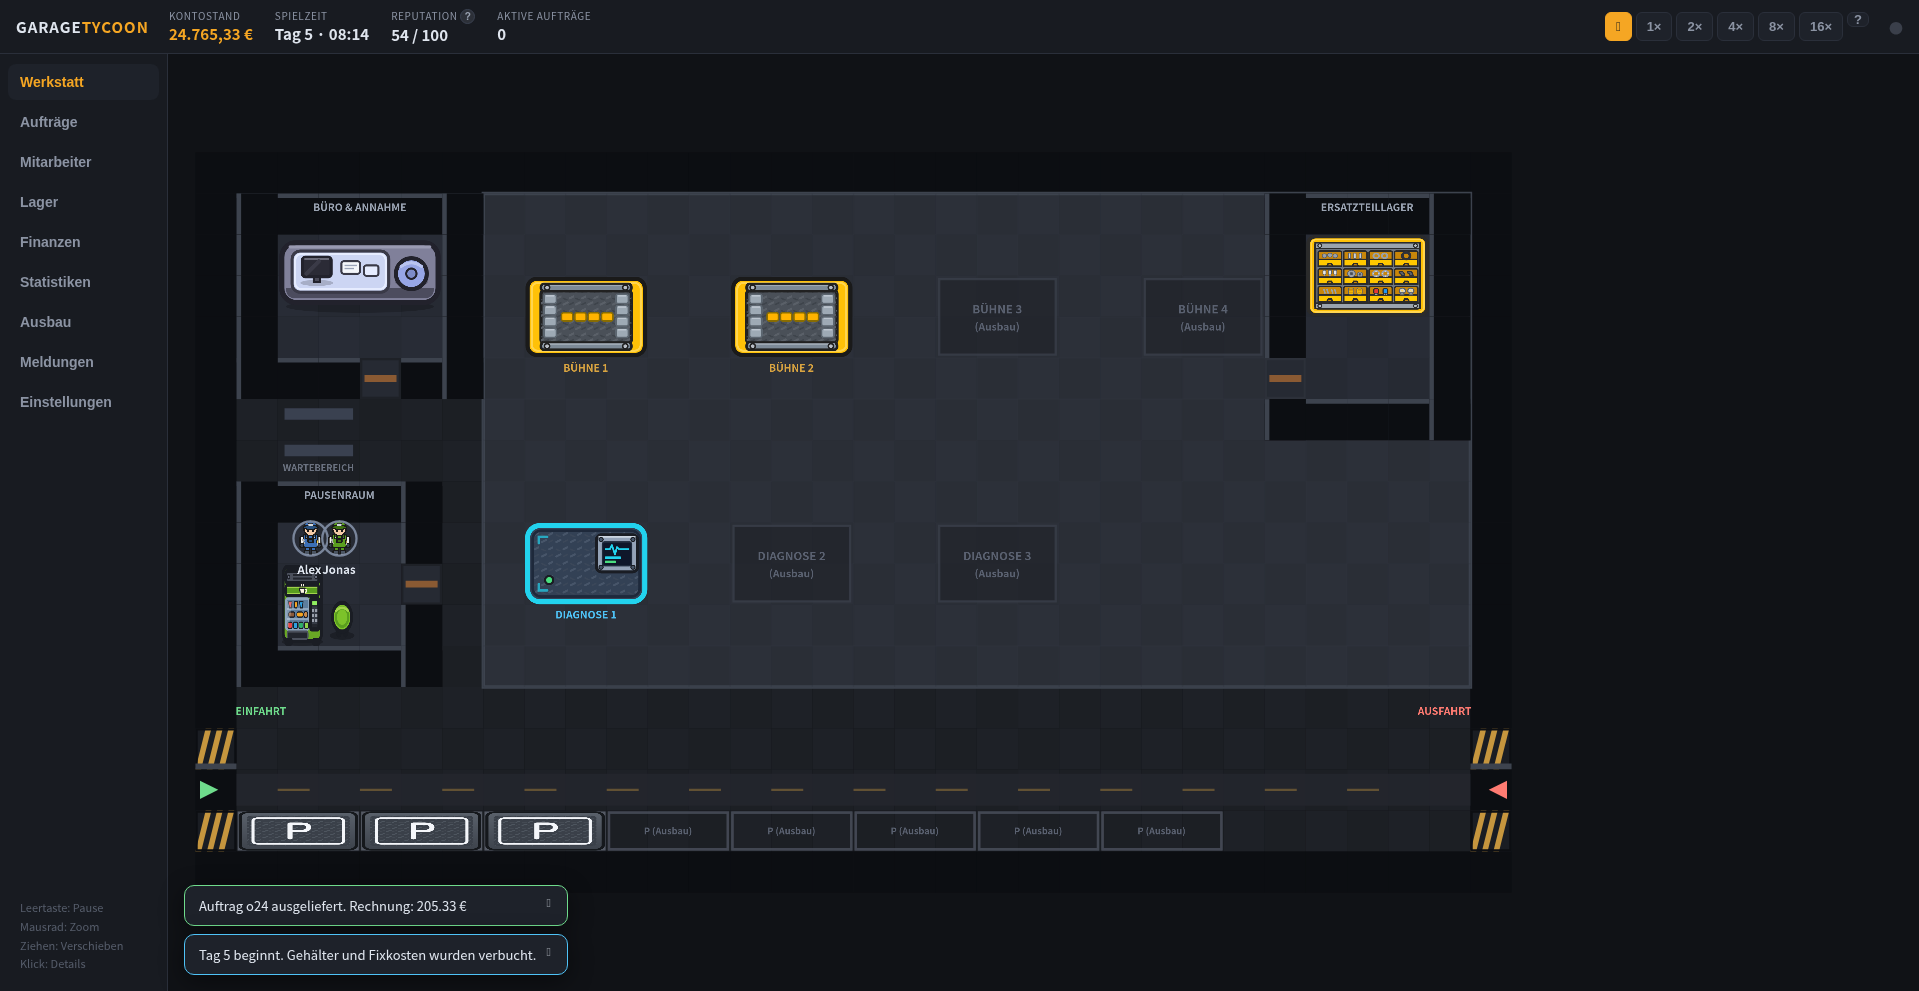 GARAGETYCOON
KONTOSTAND
24.765,33 €
SPIELZEIT
Tag 5 · 08:14
REPUTATION ?
54 / 100
AKTIVE AUFTRÄGE
0
1×
2×
4×
8×
16×
?
Werkstatt
Aufträge
Mitarbeiter
Lager
Finanzen
Statistiken
Ausbau
Meldungen
Einstellungen
BÜRO & ANNAHME
ERSATZTEILLAGER
BÜHNE 1
BÜHNE 2
BÜHNE 3
(Ausbau)
BÜHNE 4
(Ausbau)
WARTEBEREICH
PAUSENRAUM
Alex Jonas
DIAGNOSE 1
DIAGNOSE 2
(Ausbau)
DIAGNOSE 3
(Ausbau)
EINFAHRT
AUSFAHRT
P
P
P
P (Ausbau)
P (Ausbau)
P (Ausbau)
P (Ausbau)
P (Ausbau)
Auftrag o24 ausgeliefert. Rechnung: 205.33 €
Tag 5 beginnt. Gehälter und Fixkosten wurden verbucht.
Leertaste: Pause
Mausrad: Zoom
Ziehen: Verschieben
Klick: Details